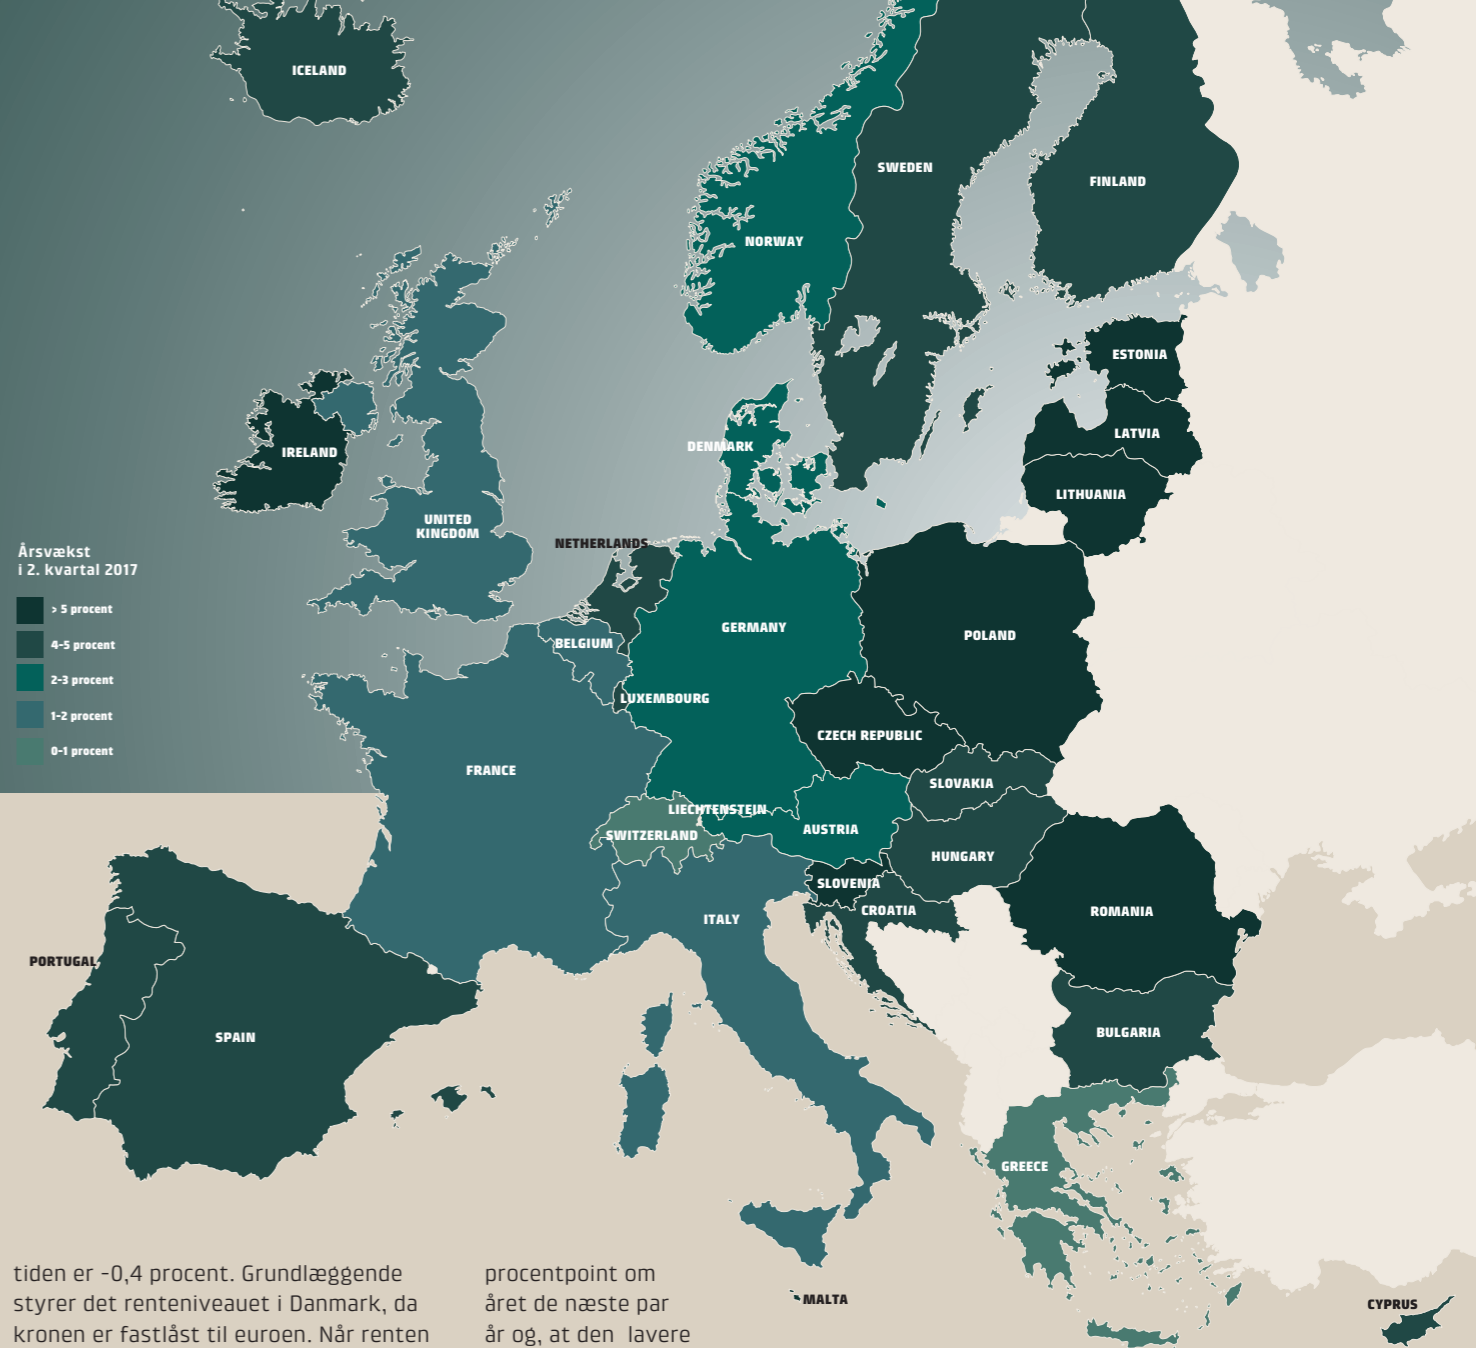 ICELAND
SWEDEN
FINLAND
NORWAY
ESTONIA
LATVIA
DENMARK
IRELAND
LITHUANIA
UNITED
KINGDOM
NETHERLANDS
Årsvækst
i 2. kvartal 2017
> 5 procent
4-5 procent
2-3 procent
1-2 procent
0-1 procent
GERMANY
POLAND
BELGIUM
LUXEMBOURG
CZECH REPUBLIC
FRANCE
SLOVAKIA
LIECHTENSTEIN
SWITZERLAND
AUSTRIA
HUNGARY
SLOVENIA
CROATIA
ROMANIA
ITALY
PORTUGAL
SPAIN
BULGARIA
GREECE
MALTA
CYPRUS
tiden er -0,4 procent. Grundlæggende
styrer det renteniveauet i Danmark, da
kronen er fastlåst til euroen. Når renten
procentpoint om
året de næste par
år og, at den lavere